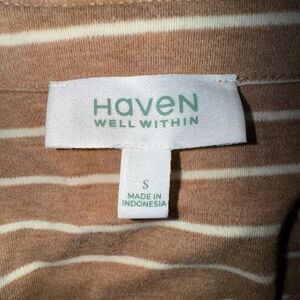 HaveN
WELL WITHIN
S
MADE IN
INDONESIA